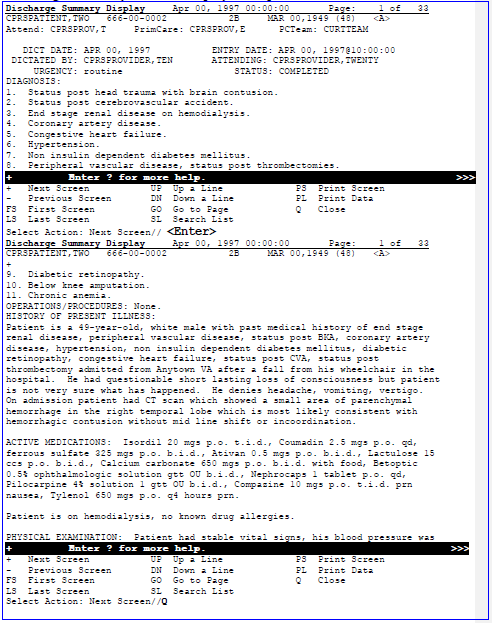 Discharge Summary Display Apr 00, 1997 00:00:00 Page: 1 of 33
CPRSPATIENT,TWO 666-00-0002 2B MAR 00,1949 (48) <A>
Attend: CPRSPROV,T PrimCare: CPRSPROV,E PCTeam: CURTTEAM
DICT DATE: APR 00, 1997 ENTRY DATE: APR 00, 1997@10:00:00
DICTATED BY: CPRSPROVIDER,TEN ATTENDING: CPRSPROVIDER,TWENTY
URGENCY: routine STATUS: COMPLETED
DIAGNOSIS:
1. Status post head trauma with brain contusion.
2. Status post cerebrovascular accident.
3. End stage renal disease on hemodialysis.
4. Coronary artery disease.
5. Congestive heart failure.
6. Hypertension.
7. Non insulin dependent diabetes mellitus.
8. Peripheral vascular disease, status post thrombectomies.
+ Enter ? for more help. >>>
+ Next Screen UP Up a Line PS Print Screen
- Previous Screen DN Down a Line PL Print Data
FS First Screen GO Go to Page Q Close
LS Last Screen SL Search List
Select Action: Next Screen// <Enter>
Discharge Summary Display Apr 00, 1997 00:00:00 Page: 1 of 33
CPRSPATIENT,TWO 666-00-0002 2B MAR 00,1949 (48) <A>
+
9. Diabetic retinopathy.
10. Below knee amputation.
11. Chronic anemia.
OPERATIONS/PROCEDURES: None.
HISTORY OF PRESENT ILLNESS:
Patient is a 49-year-old, white male with past medical history of end stage
renal disease, peripheral vascular disease, status post BKA, coronary artery
disease, hypertension, non insulin dependent diabetes mellitus, diabetic
retinopathy, congestive heart failure, status post CVA, status post
thrombectomy admitted from Anytown VA after a fall from his wheelchair in the
hospital. He had questionable short lasting loss of consciousness but patient
is not very sure what has happened. He denies headache, vomiting, vertigo.
On admission patient had CT scan which showed a small area of parenchymal
hemorrhage in the right temporal lobe which is most likely consistent with
hemorrhagic contusion without mid line shift or incoordination.
ACTIVE MEDICATIONS: Isordil 20 mgs p.o. t.i.d., Coumadin 2.5 mgs p.o. qd,
ferrous sulfate 325 mgs p.o. b.i.d., Ativan 0.5 mgs p.o. b.i.d., Lactulose 15
ccs p.o. b.i.d., Calcium carbonate 650 mgs p.o. b.i.d. with food, Betoptic
0.5% ophthalmologic solution gtt OU b.i.d., Nephrocaps 1 tablet p.o. qd,
Pilocarpine 4% solution 1 gtt OU b.i.d., Compazine 10 mgs p.o. t.i.d. prn
nausea, Tylenol 650 mgs p.o. q4 hours prn.
Patient is on hemodialysis, no known drug allergies.
PHYSICAL EXAMINATION: Patient had stable vital signs, his blood pressure was
+ Enter ? for more help. >>>
+ Next Screen UP Up a Line PS Print Screen
- Previous Screen DN Down a Line PL Print Data
FS First Screen GO Go to Page Q Close
LS Last Screen SL Search List
Select Action: Next Screen//Q